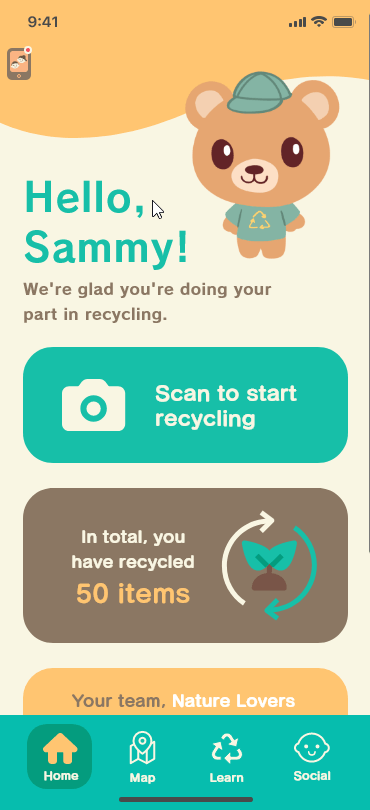 9:41
Hello,
Sammy!
We're glad you're doing your
part in recycling.
Scan to start
recycling
In total, you
have recycled
50 items
Your team, Nature Lovers
Home
Map
Learn
Social